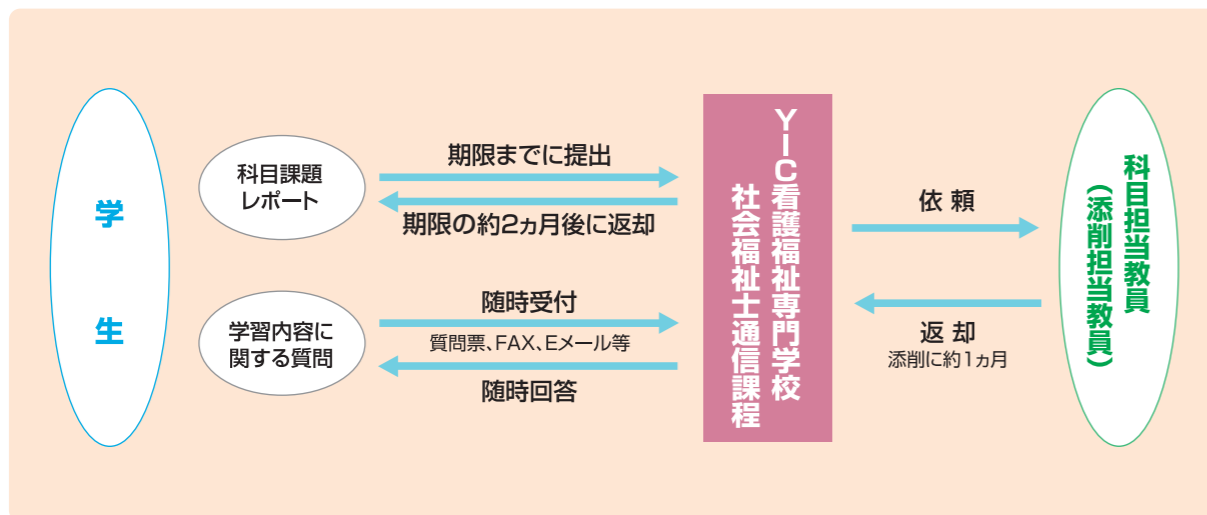 学生
科目課題
レポート
期限までに提出
期限の約2ヵ月後に返却
学習内容に
関する質問
随時受付
質問票、FAX、Eメール等
随時回答
YIC看護福祉専門学校
社会福祉士通信課程
依頼
返却
添削に約1ヵ月
科目担当教員
（添削担当教員）